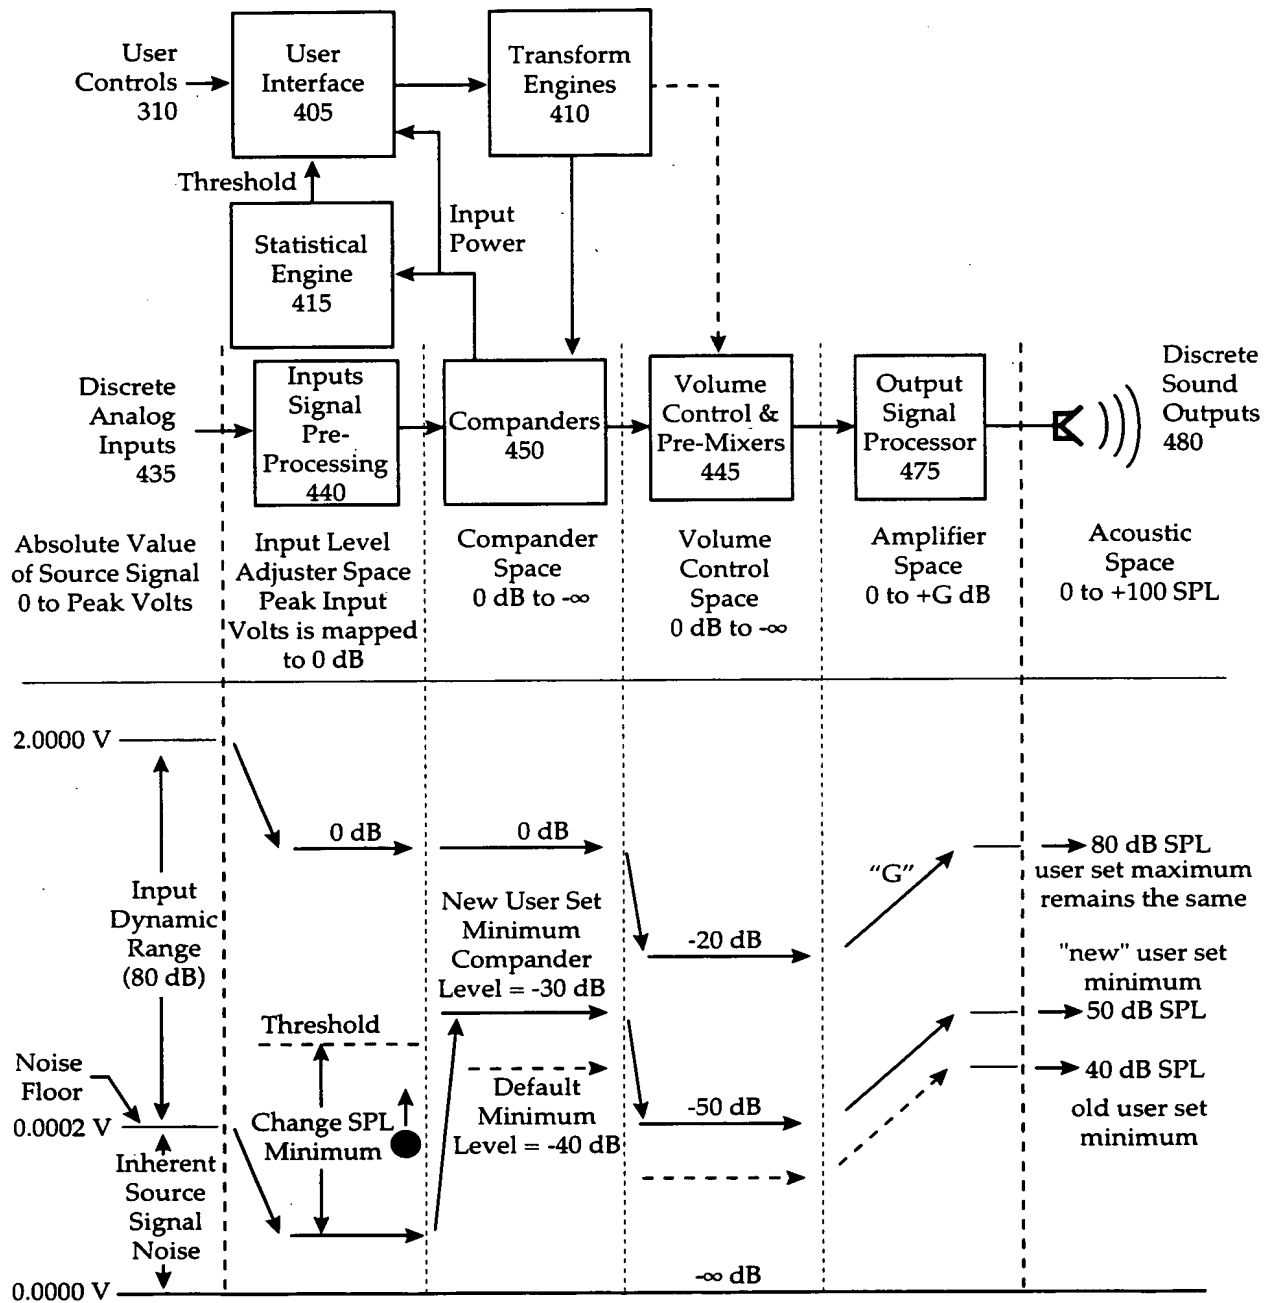 User
Controls
310
User
Interface
405
Transform
Engines
410
Threshold
Input
Power
Statistical
Engine
415
Discrete
Analog
Inputs
435
Inputs
Signal
Pre-
Processing
440
Companders
450
Volume
Control &
Pre-Mixers
445
Output
Signal
Processor
475
Discrete
Sound
Outputs
480
Absolute Value
of Source Signal
0 to Peak Volts
Input Level
Adjuster Space
Peak Input
Volts is mapped
to 0 dB
Compander
Space
0 dB to -∞
Volume
Control
Space
0 dB to -∞
Amplifier
Space
0 to +G dB
Acoustic
Space
0 to +100 SPL
2.0000 V
0 dB
0 dB
"G"
80 dB SPL
user set maximum
remains the same
Input
Dynamic
Range
(80 dB)
New User Set
Minimum
Compander
Level = -30 dB
-20 dB
"new" user set
minimum
50 dB SPL
Threshold
Noise
Floor
0.0002 V
Change SPL
Minimum
Default
Minimum
Level = -40 dB
-50 dB
40 dB SPL
old user set
minimum
Inherent
Source
Signal
Noise
0.0000 V
-∞ dB